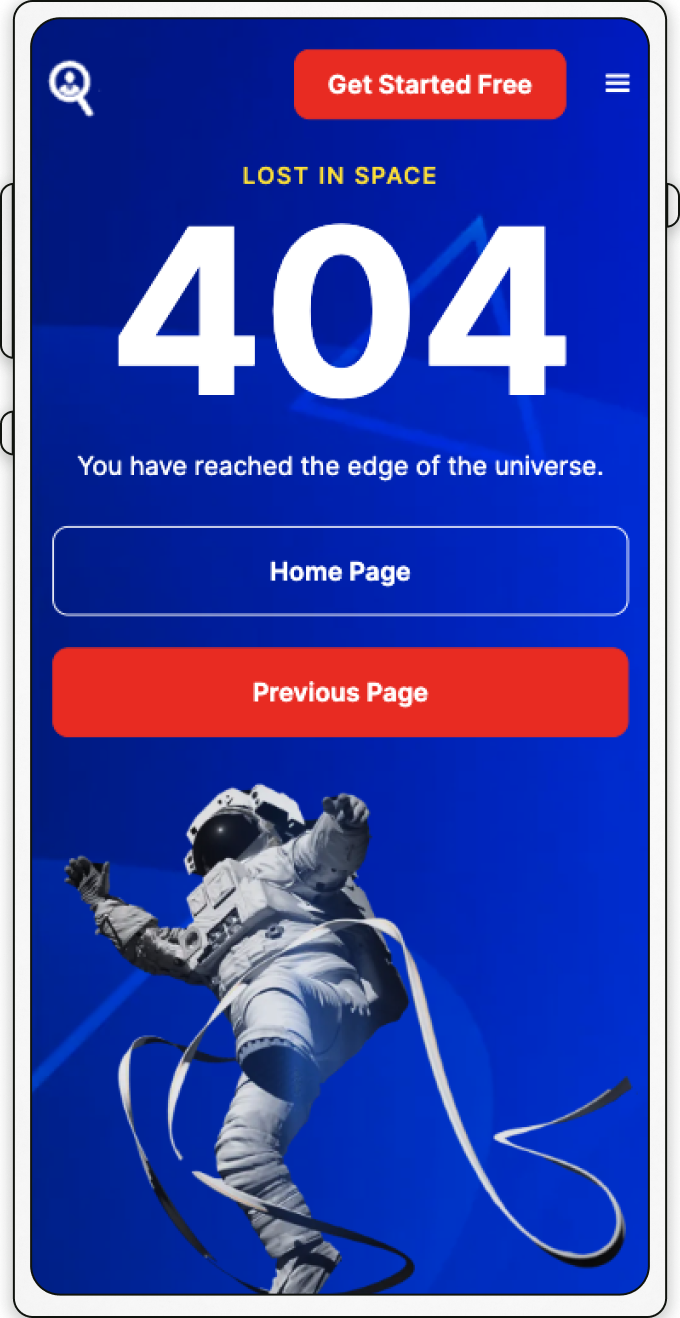 Get Started Free
LOST IN SPACE
404
You have reached the edge of the universe.
Home Page
Previous Page